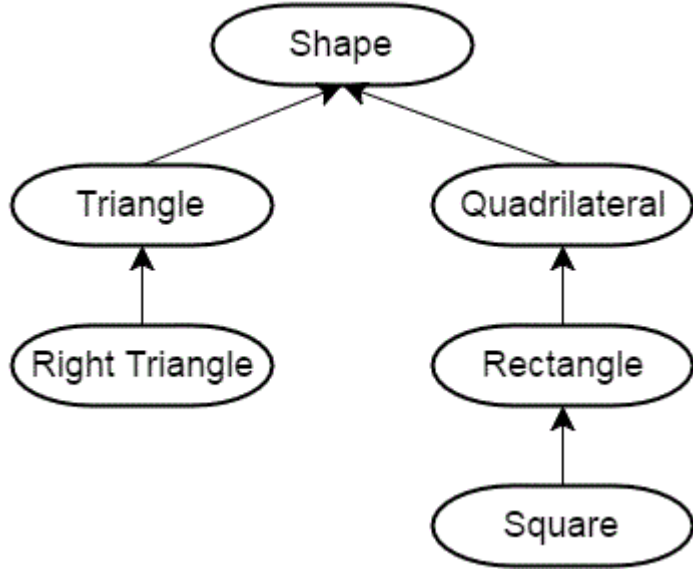 Shape
Triangle
Quadrilateral
Right Triangle
Rectangle
Square